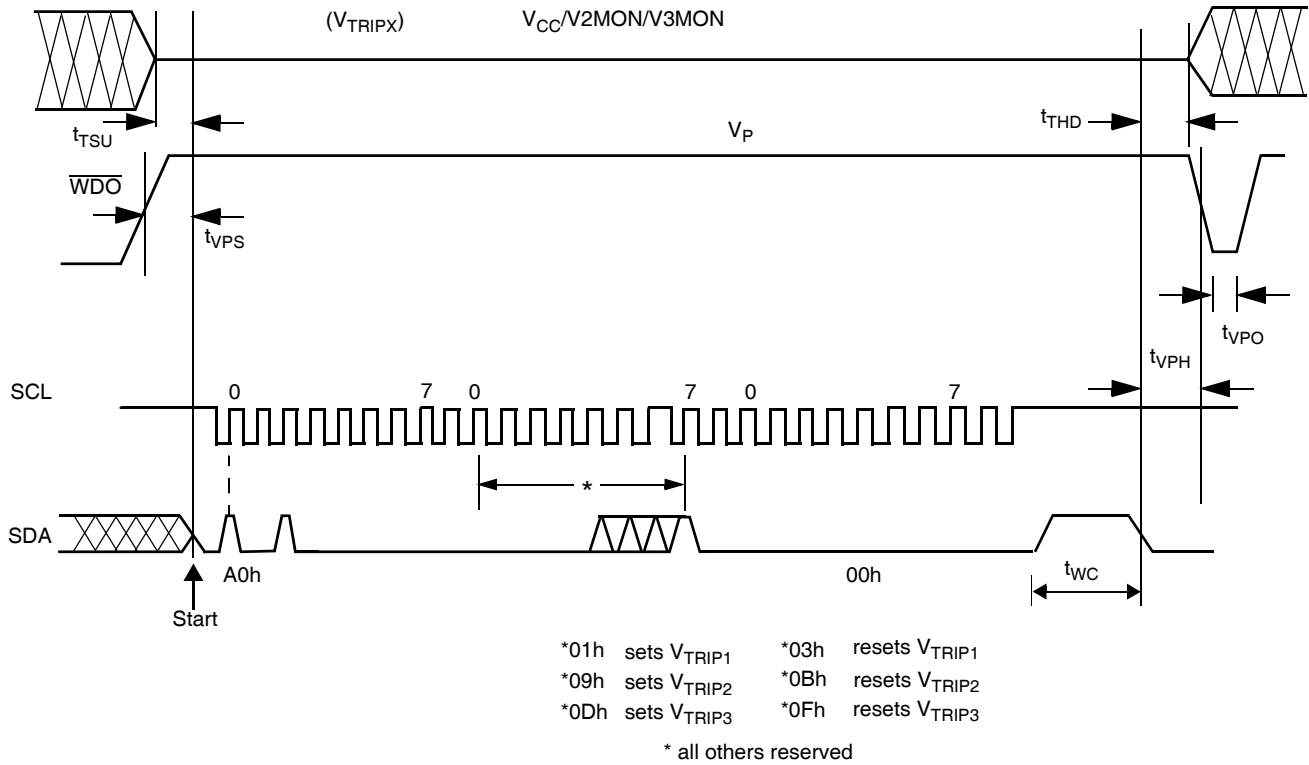 (VTRIPX) VCC/V2MON/V3MON
tTSU
tTHD
VP
WDO
tVPS
tVPO
tVPH
SCL
0 7 0 7 0 7
*
SDA
A0h
00h
tWC
Start
*01h sets VTRIP1 *03h resets VTRIP1
*09h sets VTRIP2 *0Bh resets VTRIP2
*0Dh sets VTRIP3 *0Fh resets VTRIP3
* all others reserved